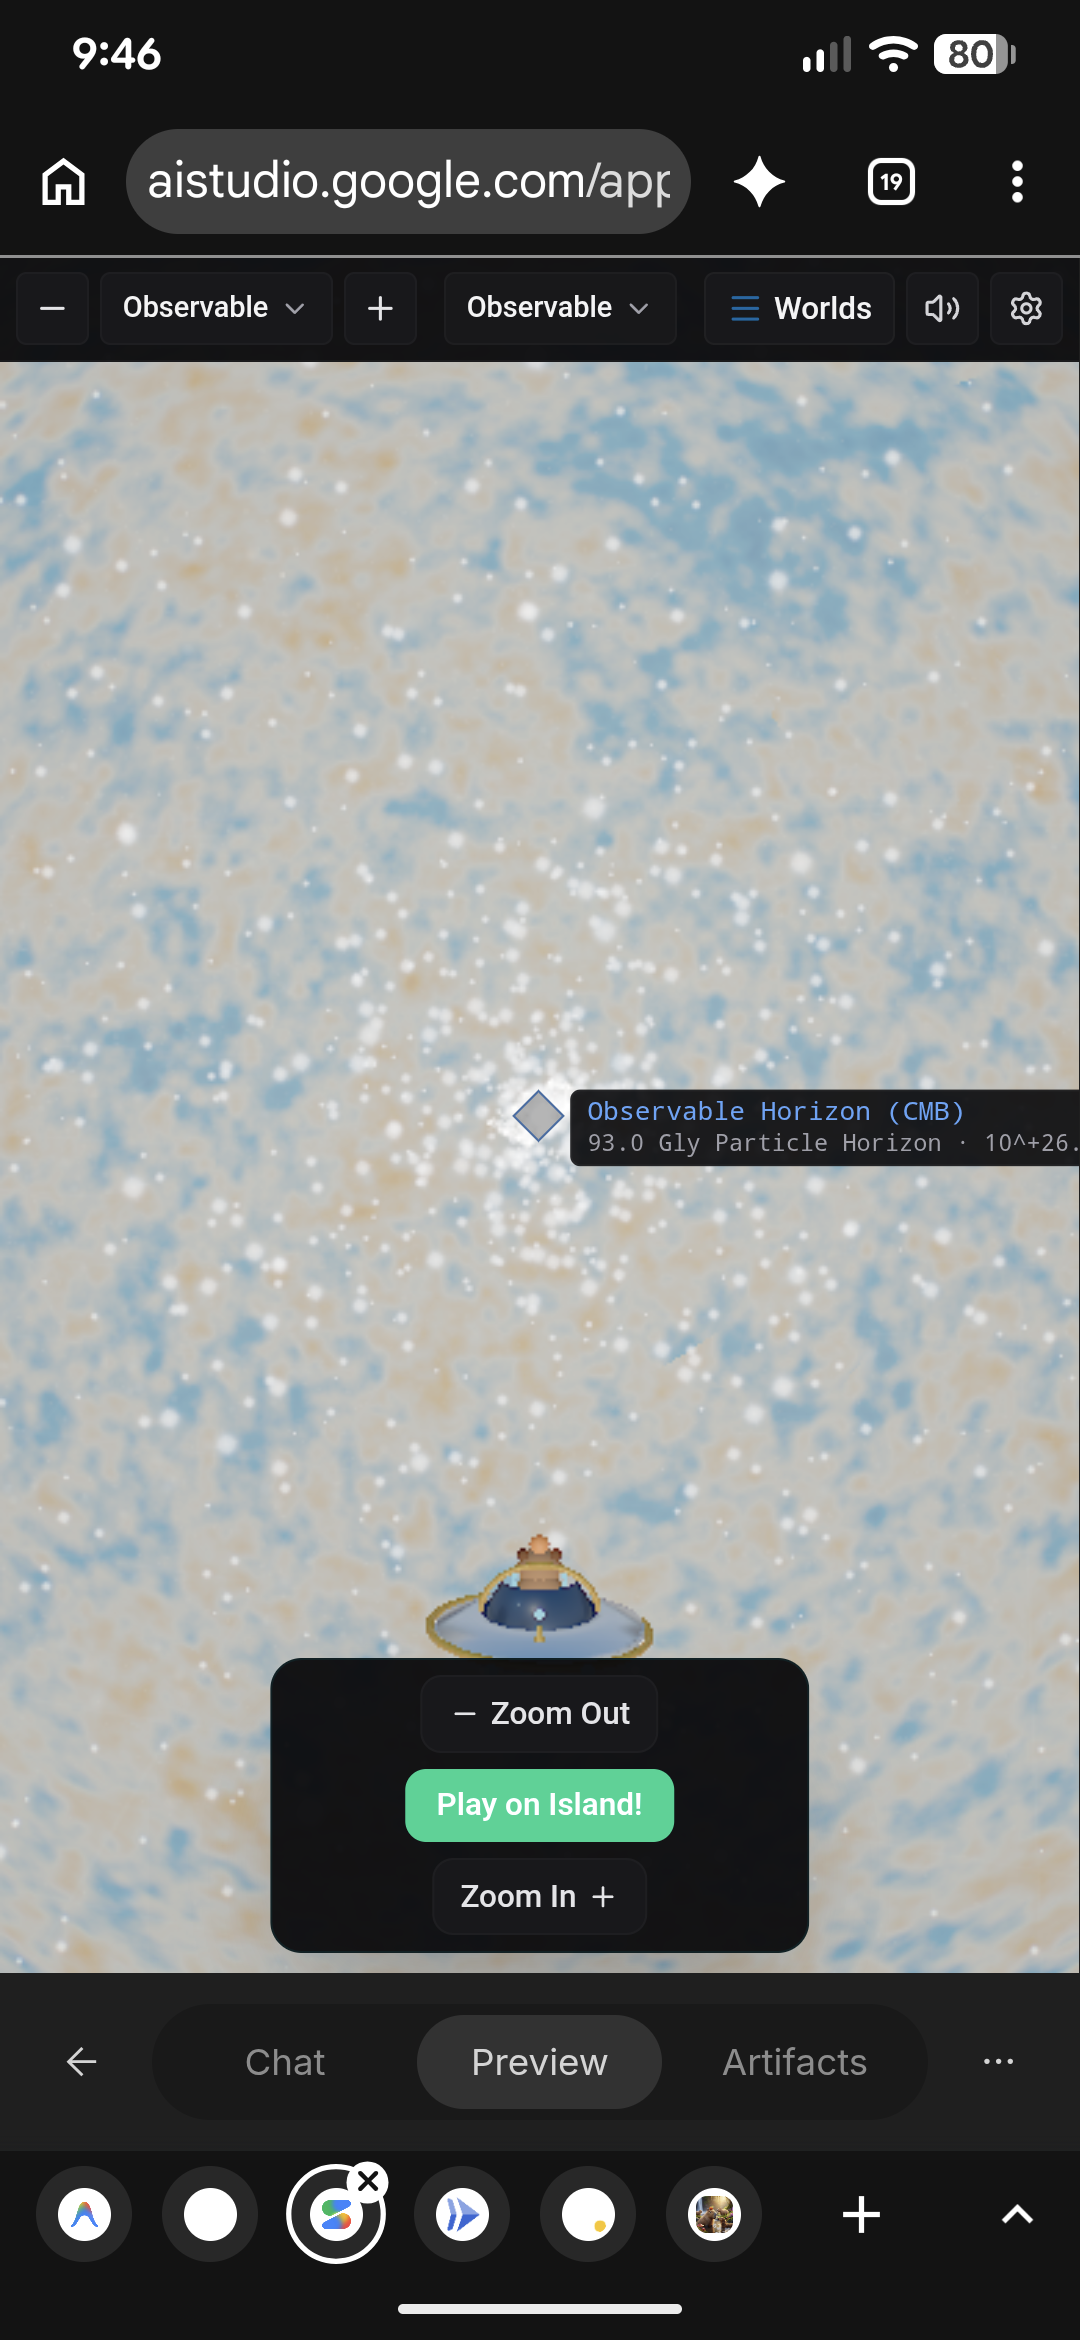 9:46
80
aistudio.google.com/app
19
Observable
Observable
Worlds
Observable Horizon (CMB)
93.0 Gly Particle Horizon · 10^+26.
Zoom Out
Play on Island!
Zoom In
Chat
Preview
Artifacts